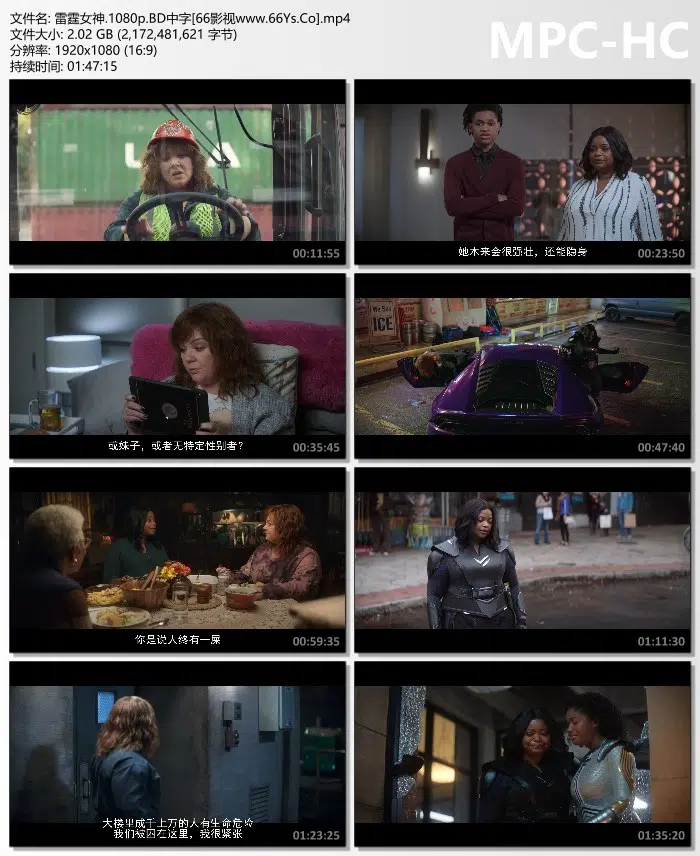 文件名: 雷霆女神.1080p.BD中字[66影视www.66Ys.Co].mp4
文件大小: 2.02 GB (2,172,481,621 字节)
分辨率: 1920x1080 (16:9)
持续时间: 01:47:15
MPC-HC
00:11:55
她本来会很强壮，还能隐身
00:23:50
或妹子，或者无特定性别者?
00:35:45
ICE
00:47:40
你是说人终有一屎
00:59:35
01:11:30
大楼里成千上万的人有生命危险
我们被困在这里，我很紧张
01:23:25
01:35:20